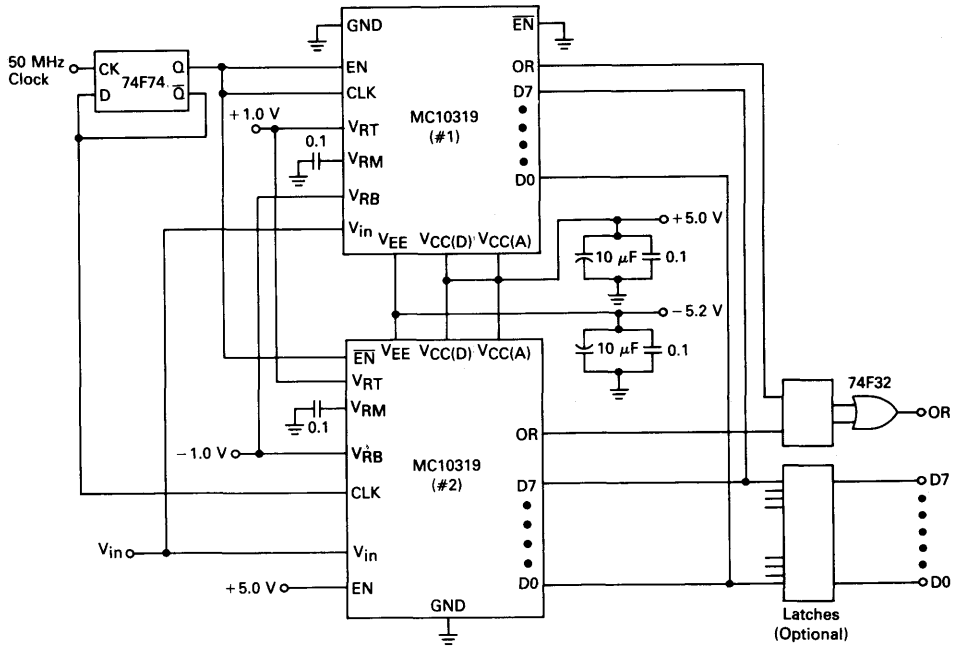 GND
EN
50 MHz
Clock
CK
Q
74F74
D
Q
EN
OR
CLK
D7
+1.0 V
VRT
MC10319
(#1)
0.1
VRM
D0
VRB
Vin
VEE
VCC(D)
VCC(A)
+5.0 V
10 μF
0.1
−5.2 V
10 μF
0.1
VEE
VCC(D)
VCC(A)
EN
VRT
VRM
0.1
OR
74F32
OR
−1.0 V
VRB
MC10319
(#2)
CLK
D7
D7
Vin
Vin
+5.0 V
EN
D0
D0
GND
Latches
(Optional)